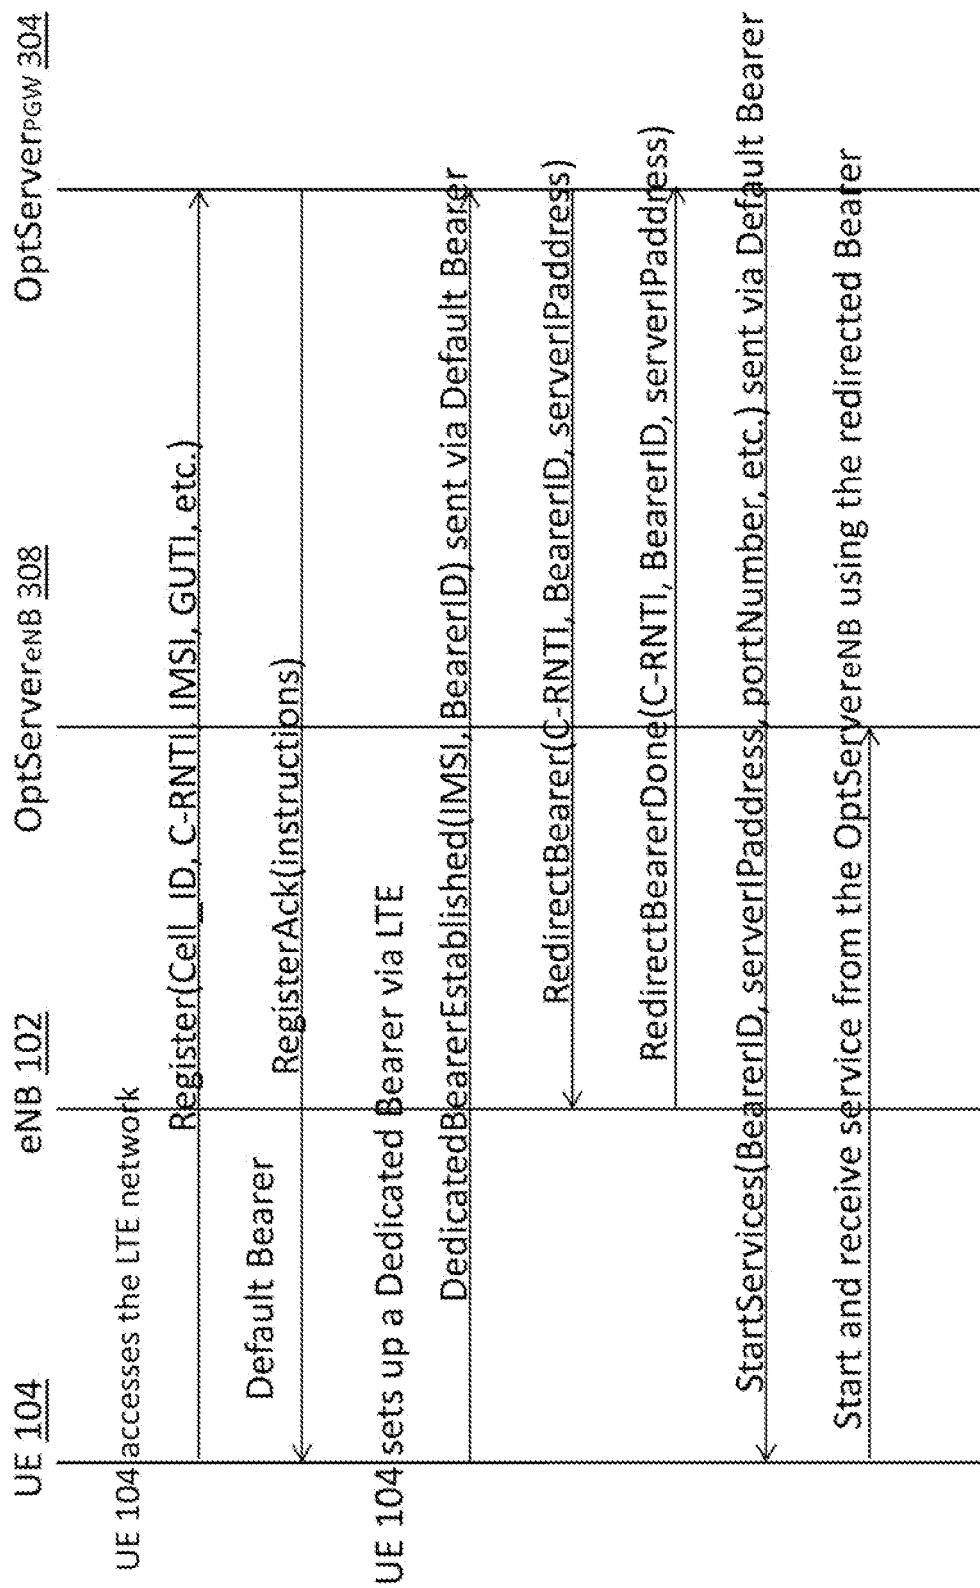 UE 104
eNB 102
OptServereNB 308
OptServerPGW 304
UE 104 accesses the LTE network
Register(Cell_ID, C-RNTI, IMSI, GUTI, etc.)
Default Bearer
RegisterAck(instructions)
UE 104 sets up a Dedicated Bearer via LTE
DedicatedBearerEstablished(IMSI, BearerID) sent via Default Bearer
RedirectBearer(C-RNTI, BearerID, serverIPaddress)
RedirectBearerDone(C-RNTI, BearerID, serverIPaddress)
StartServices(BearerID, serverIPaddress, portNumber, etc.) sent via Default Bearer
Start and receive service from the OptServereNB using the redirected Bearer